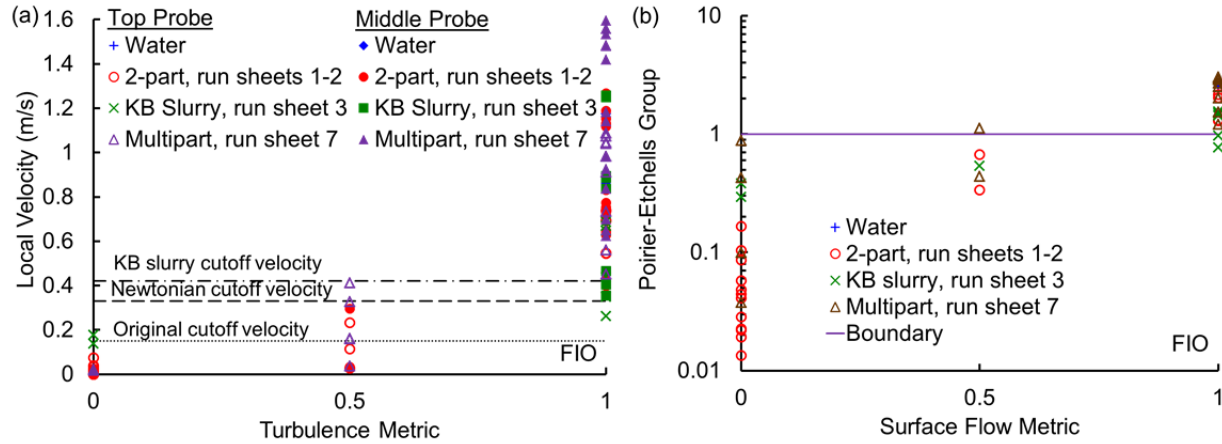 (a)
1.6
1.4
1.2
1
0.8
0.6
0.4
0.2
0
Local Velocity (m/s)
Top Probe
Middle Probe
Water
Water
2-part, run sheets 1-2
2-part, run sheets 1-2
KB Slurry, run sheet 3
KB Slurry, run sheet 3
Multipart, run sheet 7
Multipart, run sheet 7
KB slurry cutoff velocity
Newtonian cutoff velocity
Original cutoff velocity
FIO
0
0.5
1
Turbulence Metric
(b)
10
1
0.1
0.01
Poirier-Etchells Group
Water
2-part, run sheets 1-2
KB slurry, run sheet 3
Multipart, run sheet 7
Boundary
FIO
0
0.5
1
Surface Flow Metric